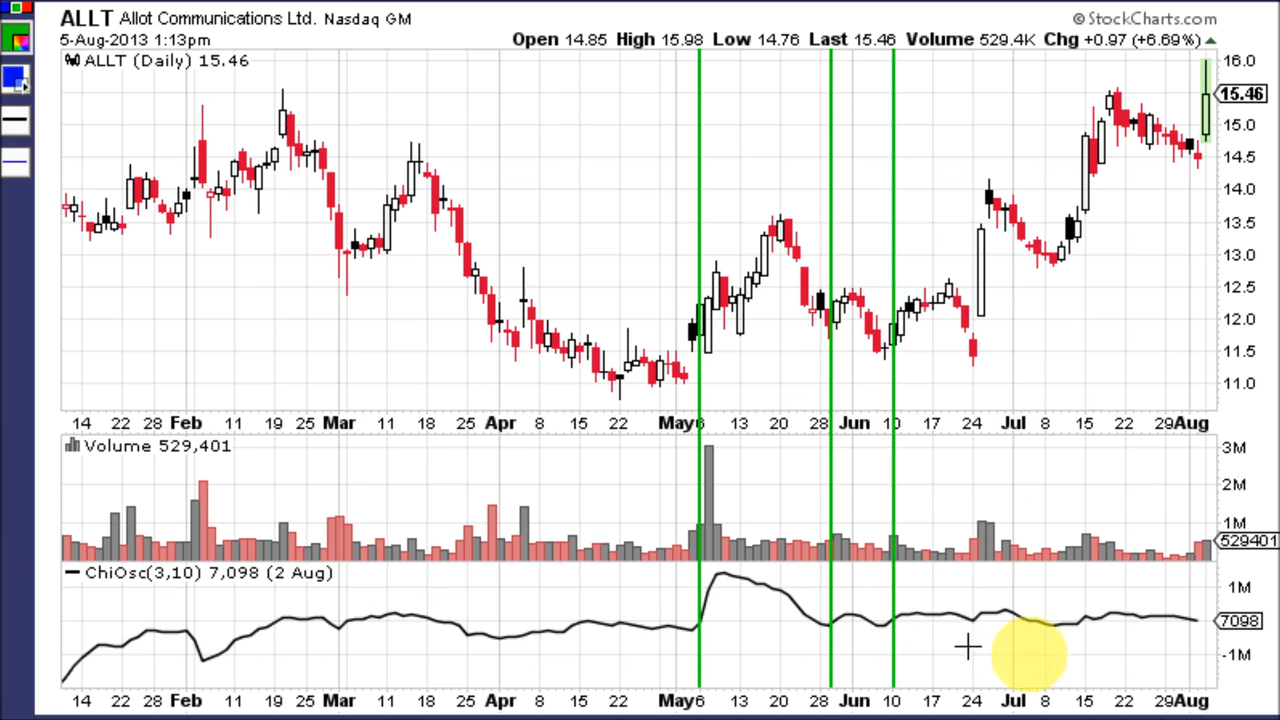 ALLT Allot Communications Ltd. Nasdaq GM © StockCharts.com
5-Aug-2013 1:13pm Open 14.85 High 15.98 Low 14.76 Last 15.46 Volume 529.4K Chg +0.97 (+6.69%)
ALLT (Daily) 15.46
16.0
15.46
15.0
14.5
14.0
13.5
13.0
12.5
12.0
11.5
11.0
14 22 28 Feb 11 19 25 Mar 11 18 25 Apr 8 15 22 May 6 13 20 28 Jun 10 17 24 Jul 8 15 22 29 Aug
Volume 529,401
3M
2M
1M
529401
ChiOsc(3,10) 7,098 (2 Aug)
1M
7098
-1M
14 22 28 Feb 11 19 25 Mar 11 18 25 Apr 8 15 22 May 6 13 20 28 Jun 10 17 24 Jul 8 15 22 29 Aug